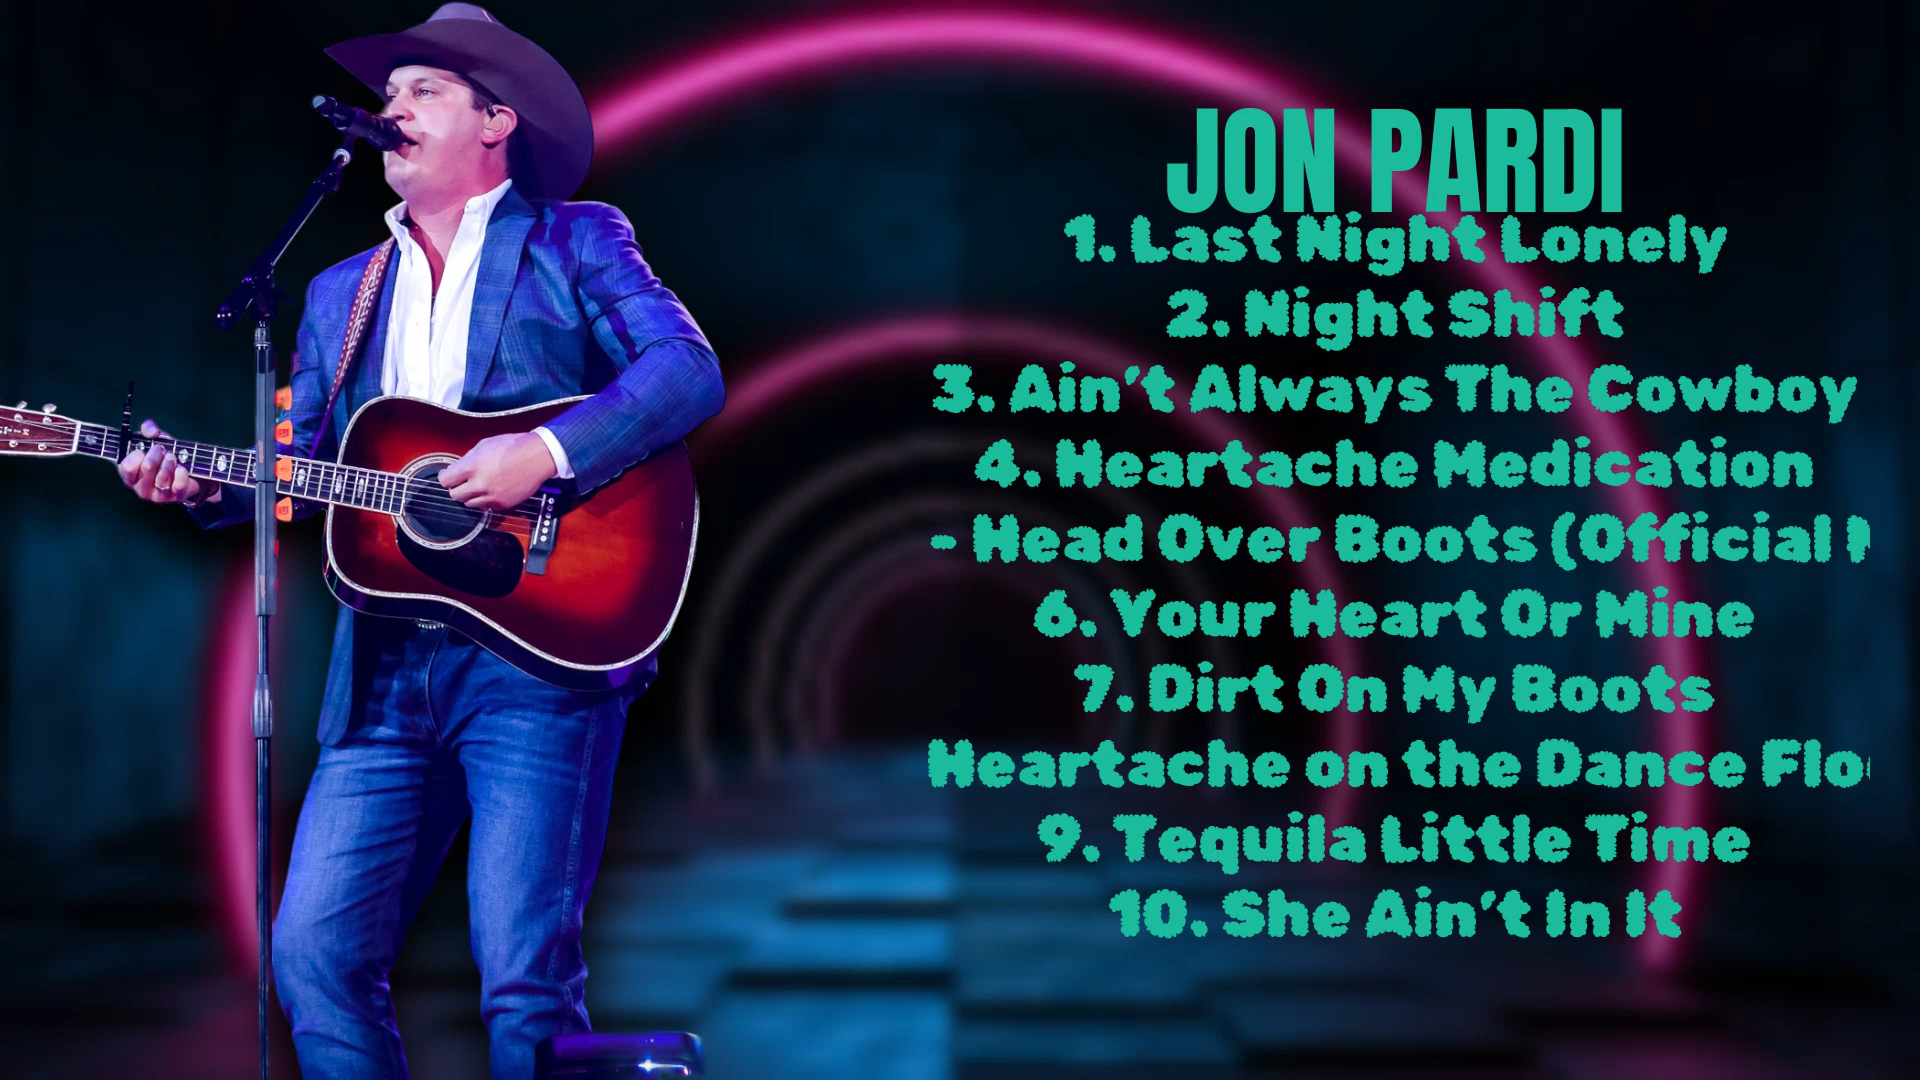 JON PARDI
1. Last Night Lonely
2. Night Shift
3. Ain't Always The Cowboy
4. Heartache Medication
- Head Over Boots (Official
6. Your Heart Or Mine
7. Dirt On My Boots
Heartache on the Dance Flo
9. Tequila Little Time
10. She Ain't In It